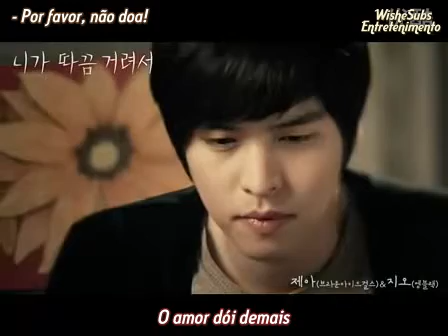 - Por favor, não doa!
WisheSubs
Entretenimento
니가 따끔 거려서
제아(브라운아이드걸스)&지오(엠블랙)
O amor dói demais